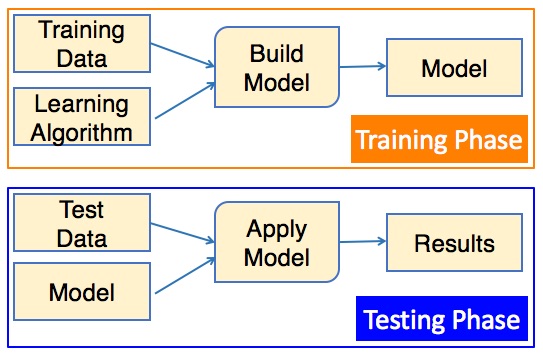 Training
Data
Learning
Algorithm
Build
Model
Model
Training Phase
Test
Data
Model
Apply
Model
Results
Testing Phase